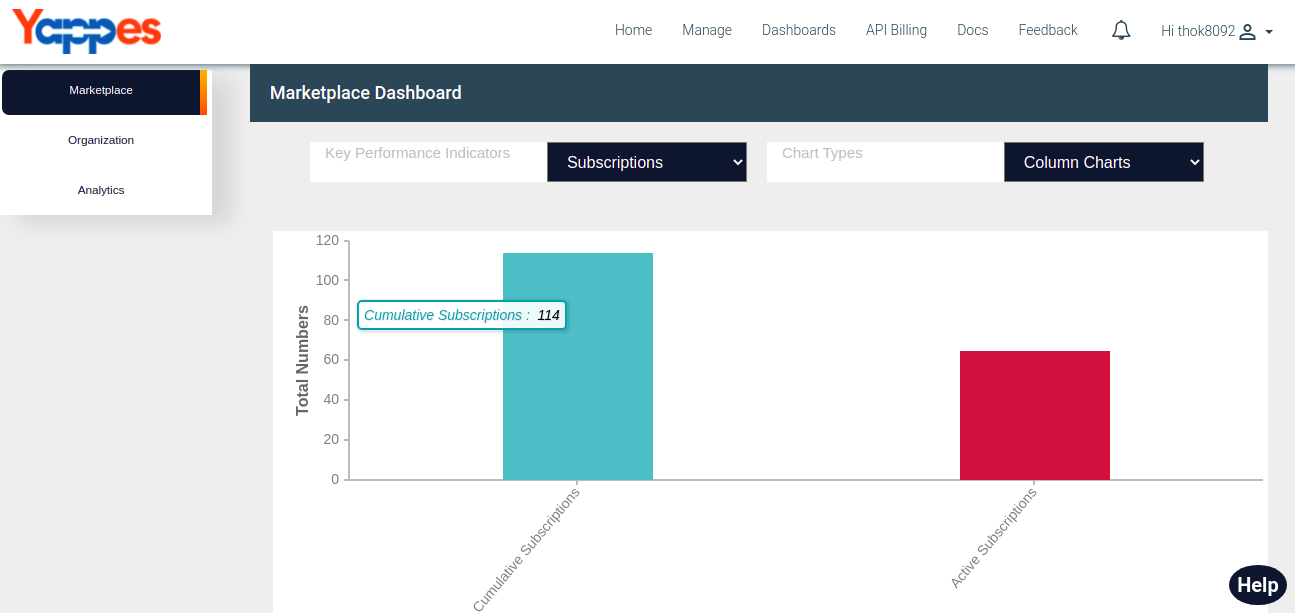 Yappes
Home Manage Dashboards API Billing Docs Feedback Hi thok8092
Marketplace
Organization
Analytics
Marketplace Dashboard
Key Performance Indicators Subscriptions Chart Types Column Charts
Total Numbers
120
100
80
60
40
20
0
Cumulative Subscriptions : 114
Cumulative Subscriptions
Active Subscriptions
Help